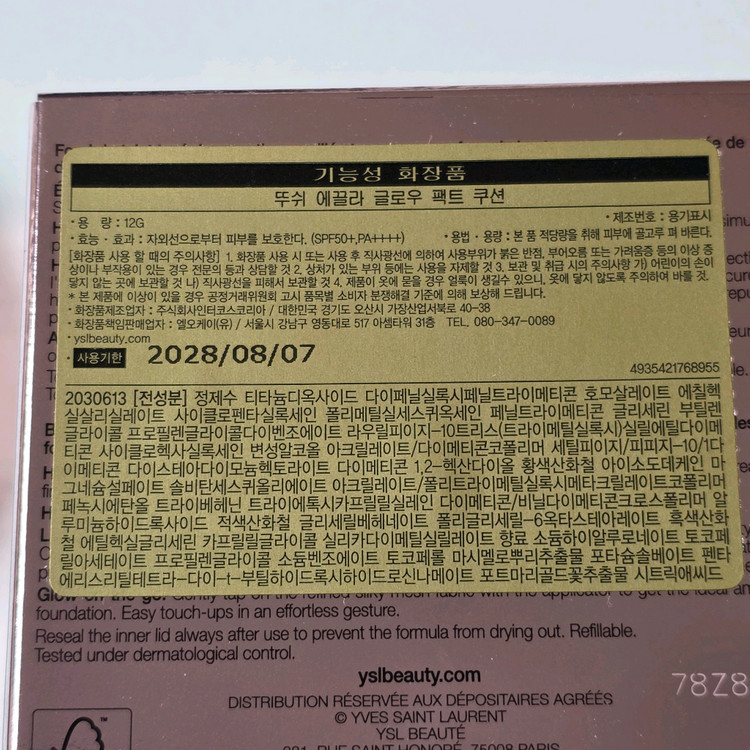 기능성 화장품
뚜쉬 에끌라 글로우 팩트 쿠션
· 용 량 : 12G · 제조번호 : 용기표시
· 효능 · 효과 : 자외선으로부터 피부를 보호한다. (SPF50+,PA++++) · 용법 · 용량 : 본 품 적당량을 취해 피부에 골고루 펴 바른다.
[화장품 사용 할 때의 주의사항] 1. 화장품 사용 시 또는 사용 후 직사광선에 의하여 사용부위가 붉은 반점, 부어오름 또는 가려움증 등의 이상 증
상이나 부작용이 있는 경우 전문의 등과 상담할 것 2. 상처가 있는 부위 등에는 사용을 자제할 것 3. 보관 및 취급 시의 주의사항 가) 어린이의 손이
닿지 않는 곳에 보관할 것 나) 직사광선을 피해서 보관할 것 4. 제품이 옷에 묻을 경우 얼룩이 생길수 있으니, 옷에 닿지 않도록 주의하여 바를 것.
* 본 제품에 이상이 있을 경우 공정거래위원회 고시 품목별 소비자 분쟁해결 기준에 의해 보상해 드립니다.
· 화장품제조업자 : 주식회사인터코스코리아 / 대한민국 경기도 오산시 가장산업서북로 40-38
· 화장품책임판매업자 : 엘오케이(유) / 서울시 강남구 영동대로 517 아셈타워 31층 TEL. 080-347-0089
· yslbeauty.com
· 사용기한 2028/08/07
4935421768955
2030613 [전성분] 정제수 티타늄디옥사이드 다이페닐실록시페닐트라이메티콘 호모살레이트 에칠헥
실살리실레이트 사이클로펜타실록세인 폴리메틸실세스퀴옥세인 페닐트라이메티콘 글리세린 부틸렌
글라이콜 프로필렌글라이콜다이벤조에이트 라우릴피이지-10트리스(트라이메틸실록시)실릴에틸다이메
티콘 사이클로헥사실록세인 변성알코올 아크릴레이트/다이메티콘코폴리머 세틸피이지/피피지-10/1다
이메티콘 다이스테아다이모늄헥토라이트 다이메티콘 1,2-헥산다이올 황색산화철 아이소도데케인 마
그네슘설페이트 솔비탄세스퀴올리에이트 아크릴레이트/폴리트라이메틸실록시메타크릴레이트코폴리머
페녹시에탄올 트라이베헤닌 트라이에톡시카프릴릴실레인 다이메티콘/비닐다이메티콘크로스폴리머 알
루미늄하이드록사이드 적색산화철 글리세릴베헤네이트 폴리글리세릴-6옥타스테아레이트 흑색산화
철 에틸헥실글리세린 카프릴릴글라이콜 실리카다이메틸실릴레이트 향료 소듐하이알루로네이트 토코페
릴아세테이트 프로필렌글라이콜 소듐벤조에이트 토코페롤 마시멜로뿌리추출물 포타슘솔베이트 펜타
에리스리틸테트라-다이-t-부틸하이드록시하이드로신나메이트 포트마리골드꽃추출물 시트릭애씨드
foundation. Easy touch-ups in an effortless gesture.
Reseal the inner lid always after use to prevent the formula from drying out. Refillable.
Tested under dermatological control.
yslbeauty.com
78Z8
DISTRIBUTION RÉSERVÉE AUX DÉPOSITAIRES AGRÉÉS
© YVES SAINT LAURENT
YSL BEAUTÉ